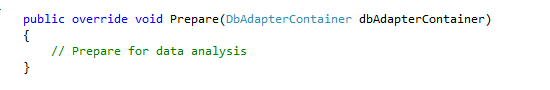 public override void Prepare(DbAdapterContainer dbAdapterContainer)
{
// Prepare for data analysis
}